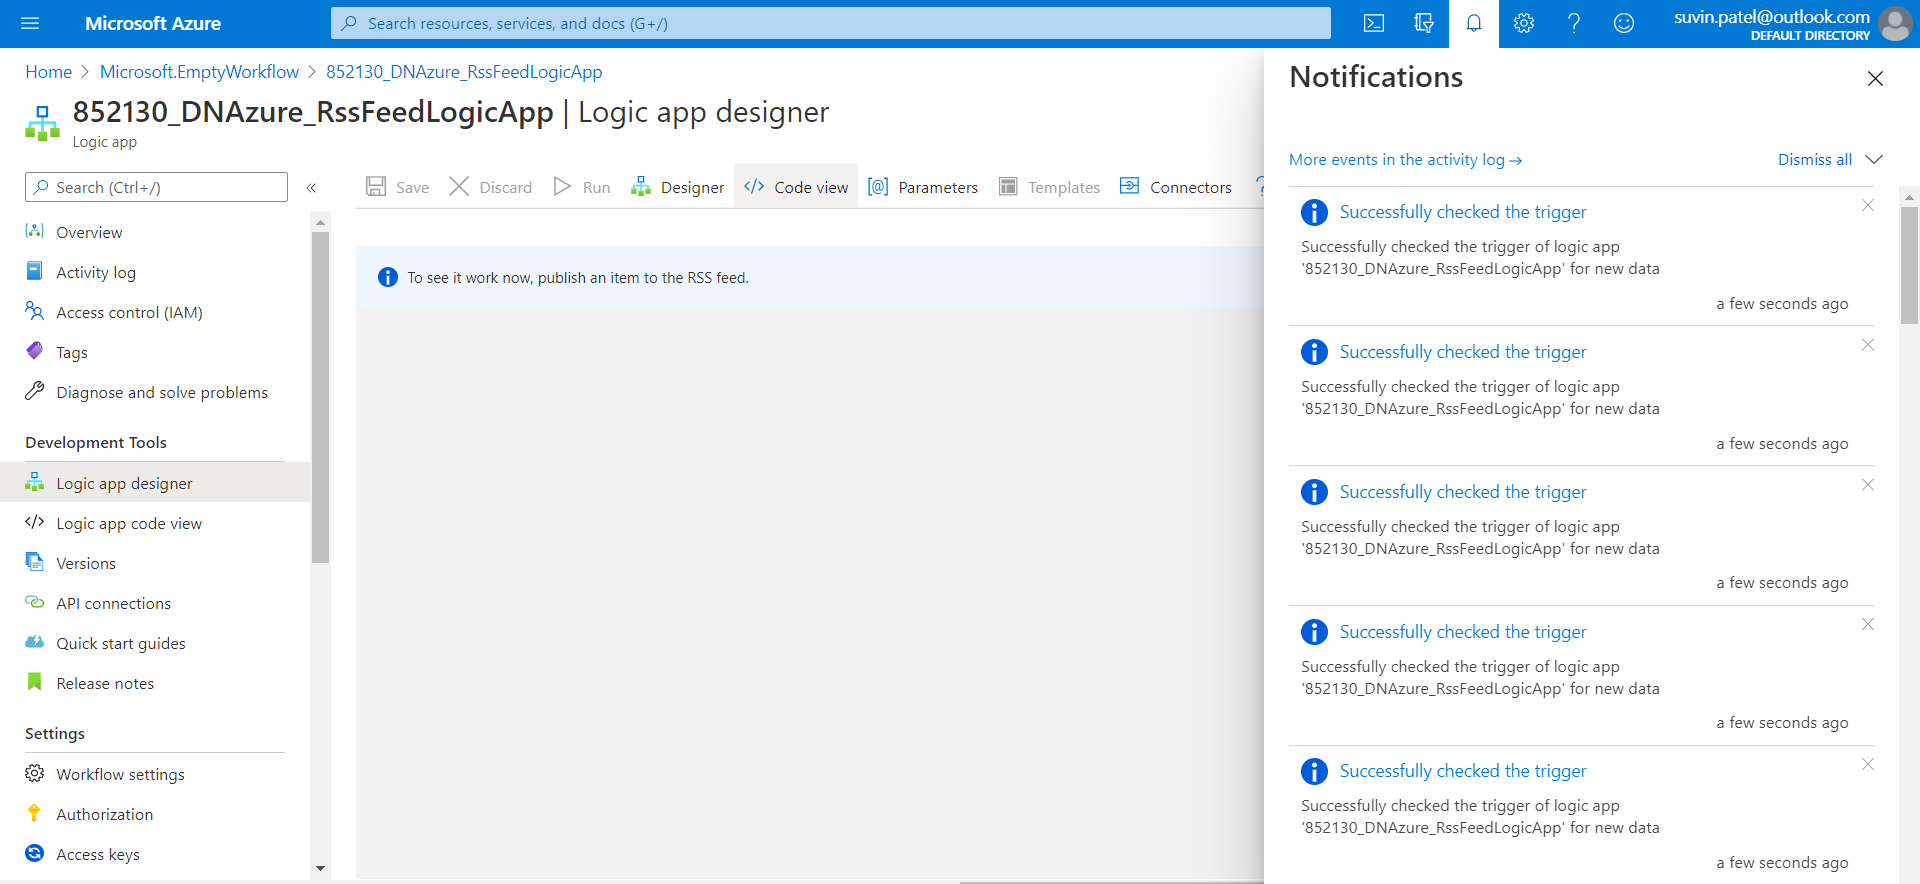 Microsoft Azure
Search resources, services, and docs (G+/)
suvin.patel@outlook.com
DEFAULT DIRECTORY
Home > Microsoft.EmptyWorkflow > 852130_DNAzure_RssFeedLogicApp
852130_DNAzure_RssFeedLogicApp | Logic app designer
Logic app
Search (Ctrl+/)
«
Overview
Activity log
Access control (IAM)
Tags
Diagnose and solve problems
Development Tools
Logic app designer
Logic app code view
Versions
API connections
Quick start guides
Release notes
Settings
Workflow settings
Authorization
Access keys
Save Discard Run Designer </> Code view [@] Parameters Templates Connectors ?
To see it work now, publish an item to the RSS feed.
Notifications
More events in the activity log →
Dismiss all
Successfully checked the trigger
Successfully checked the trigger of logic app
'852130_DNAzure_RssFeedLogicApp' for new data
a few seconds ago
Successfully checked the trigger
Successfully checked the trigger of logic app
'852130_DNAzure_RssFeedLogicApp' for new data
a few seconds ago
Successfully checked the trigger
Successfully checked the trigger of logic app
'852130_DNAzure_RssFeedLogicApp' for new data
a few seconds ago
Successfully checked the trigger
Successfully checked the trigger of logic app
'852130_DNAzure_RssFeedLogicApp' for new data
a few seconds ago
Successfully checked the trigger
Successfully checked the trigger of logic app
'852130_DNAzure_RssFeedLogicApp' for new data
a few seconds ago